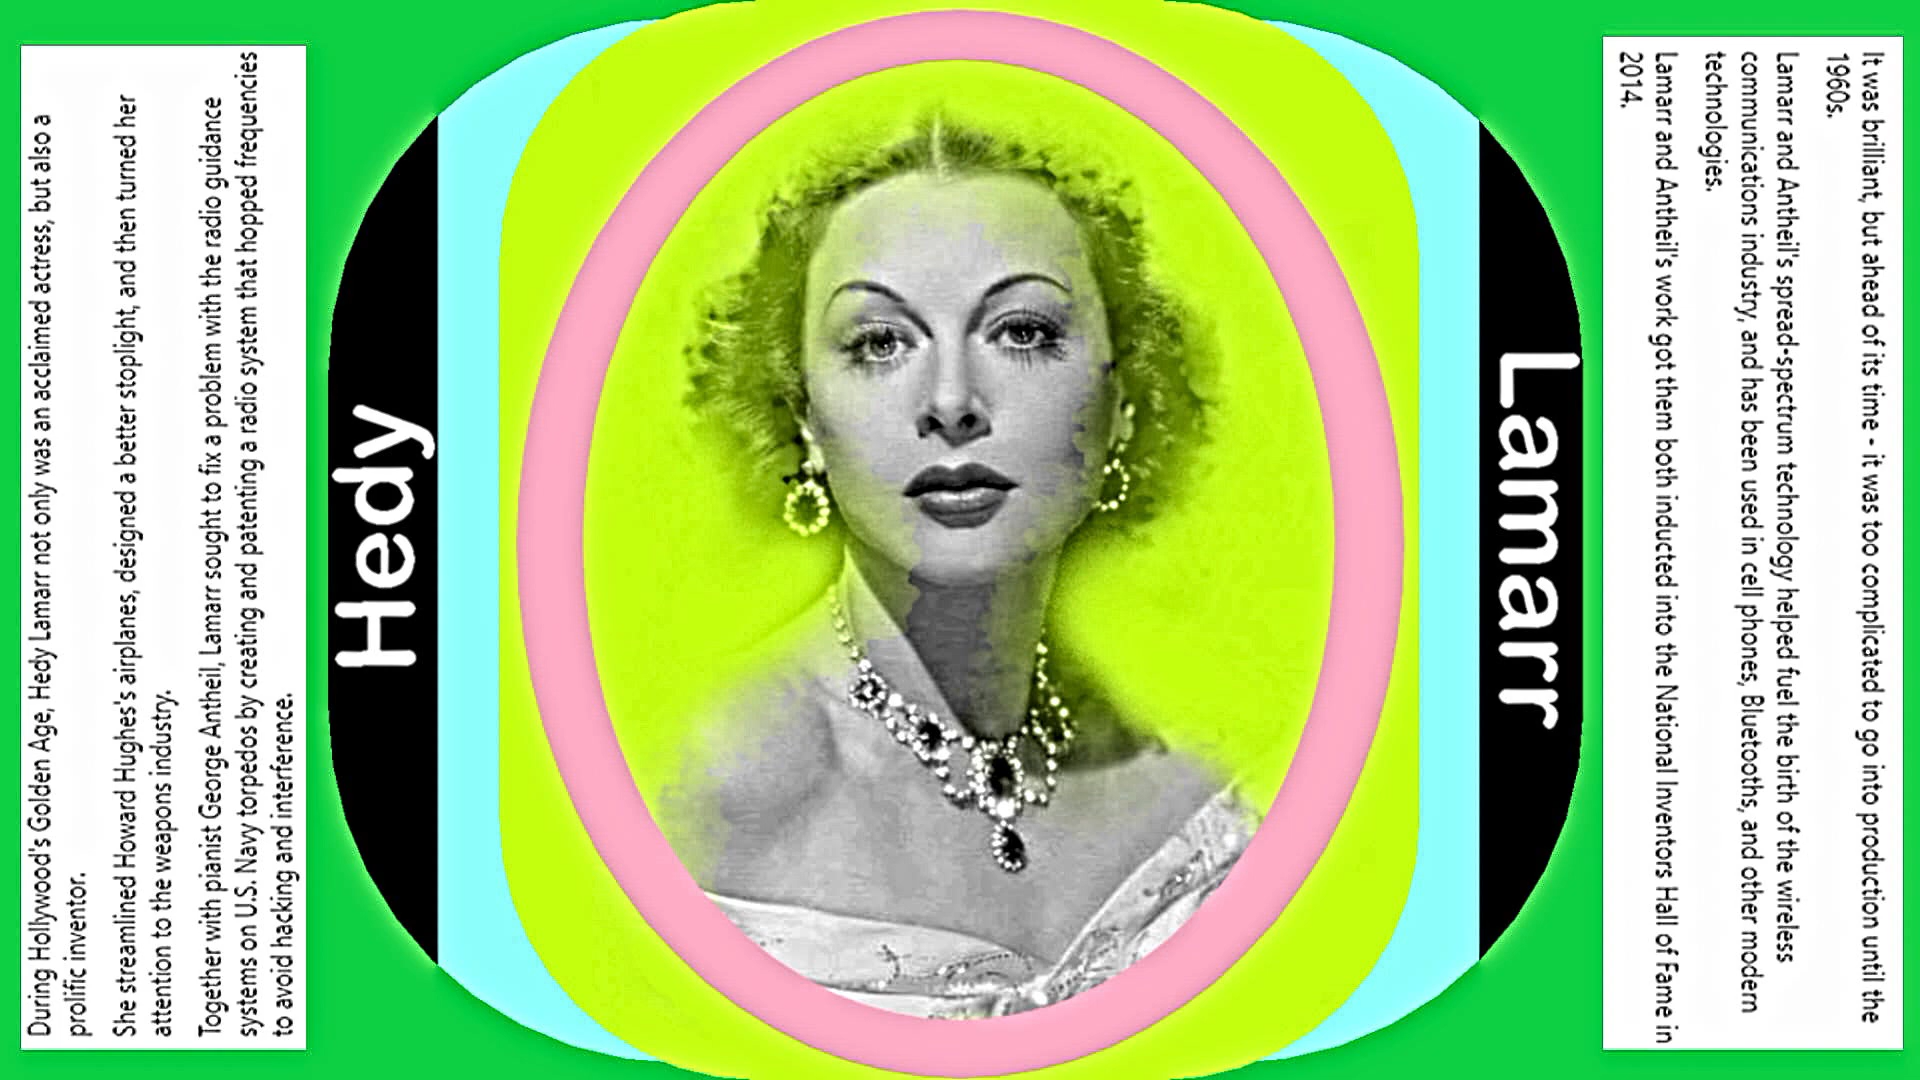 During Hollywood's Golden Age, Hedy Lamarr not only was an acclaimed actress, but also a
prolific inventor.
She streamlined Howard Hughes's airplanes, designed a better stoplight, and then turned her
attention to the weapons industry.
Together with pianist George Antheil, Lamarr sought to fix a problem with the radio guidance
systems on U.S. Navy torpedos by creating and patenting a radio system that hopped frequencies
to avoid hacking and interference.
Hedy
Lamarr
It was brilliant, but ahead of its time - it was too complicated to go into production until the
1960s.
Lamarr and Antheil's spread-spectrum technology helped fuel the birth of the wireless
communications industry, and has been used in cell phones, Bluetooths, and other modern
technologies.
Lamarr and Antheil's work got them both inducted into the National Inventors Hall of Fame in
2014.